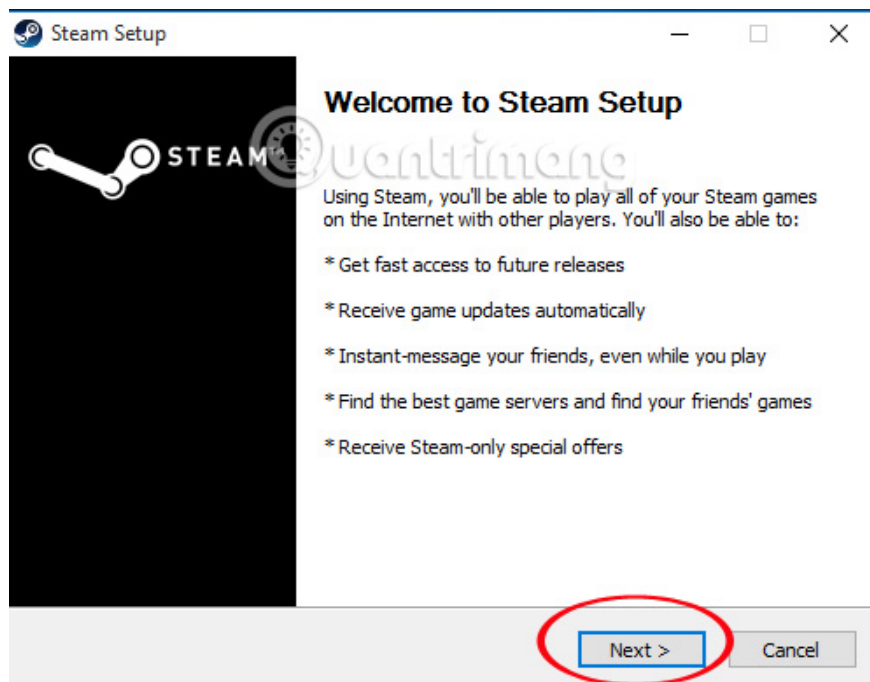 Steam Setup
Welcome to Steam Setup
STEAM™
Quantrimang
Using Steam, you'll be able to play all of your Steam games
on the Internet with other players. You'll also be able to:
* Get fast access to future releases
* Receive game updates automatically
* Instant-message your friends, even while you play
* Find the best game servers and find your friends' games
* Receive Steam-only special offers
Next >
Cancel